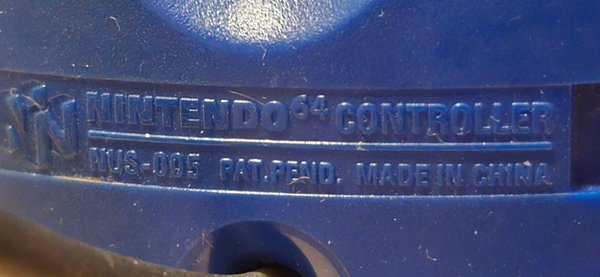 NINTENDO64 CONTROLLER
NUS-005 PAT.PEND. MADE IN CHINA